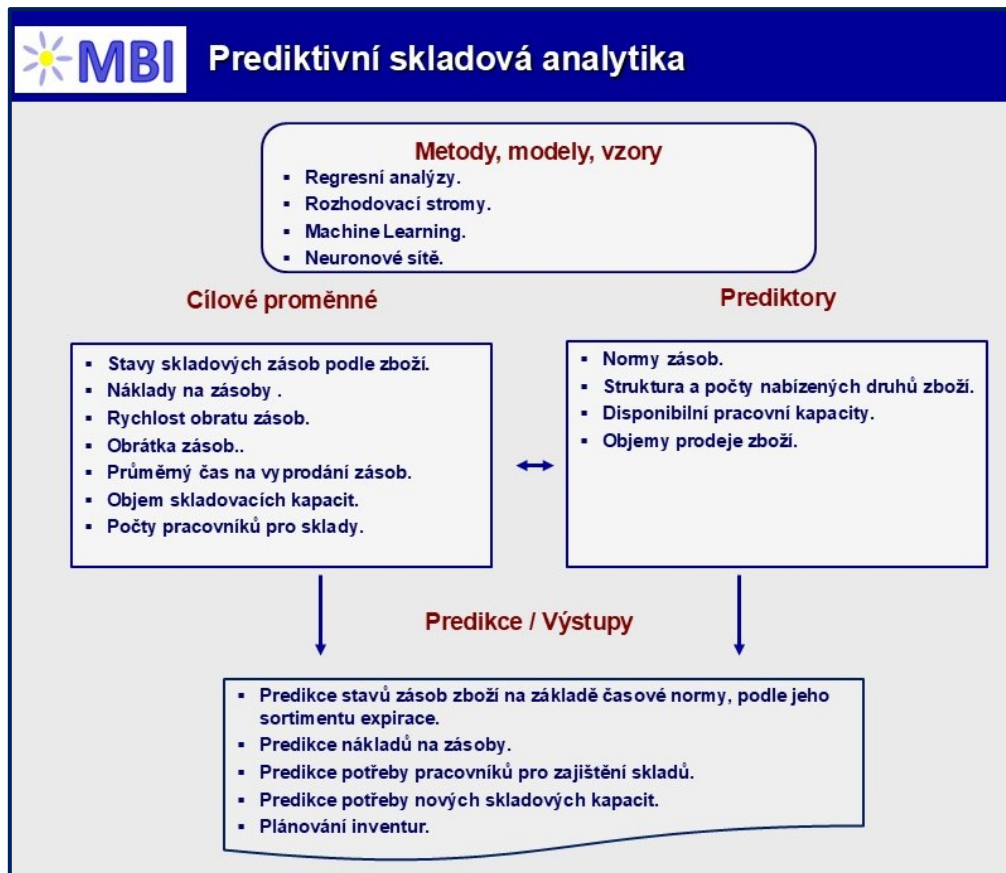 MBI
Prediktivní skladová analytika
Metody, modely, vzory
▪ Regresní analýzy.
▪ Rozhodovací stromy.
▪ Machine Learning.
▪ Neuronové sítě.
Cílové proměnné
▪ Stavy skladových zásob podle zboží.
▪ Náklady na zásoby .
▪ Rychlost obratu zásob.
▪ Obrátka zásob..
▪ Průměrný čas na vyprodání zásob.
▪ Objem skladovacích kapacit.
▪ Počty pracovníků pro sklady.
Prediktory
▪ Normy zásob.
▪ Struktura a počty nabízených druhů zboží.
▪ Disponibilní pracovní kapacity.
▪ Objemy prodeje zboží.
Predikce / Výstupy
▪ Predikce stavů zásob zboží na základě časové normy, podle jeho
sortimentu expirace.
▪ Predikce nákladů na zásoby.
▪ Predikce potřeby pracovníků pro zajištění skladů.
▪ Predikce potřeby nových skladových kapacit.
▪ Plánování inventur.